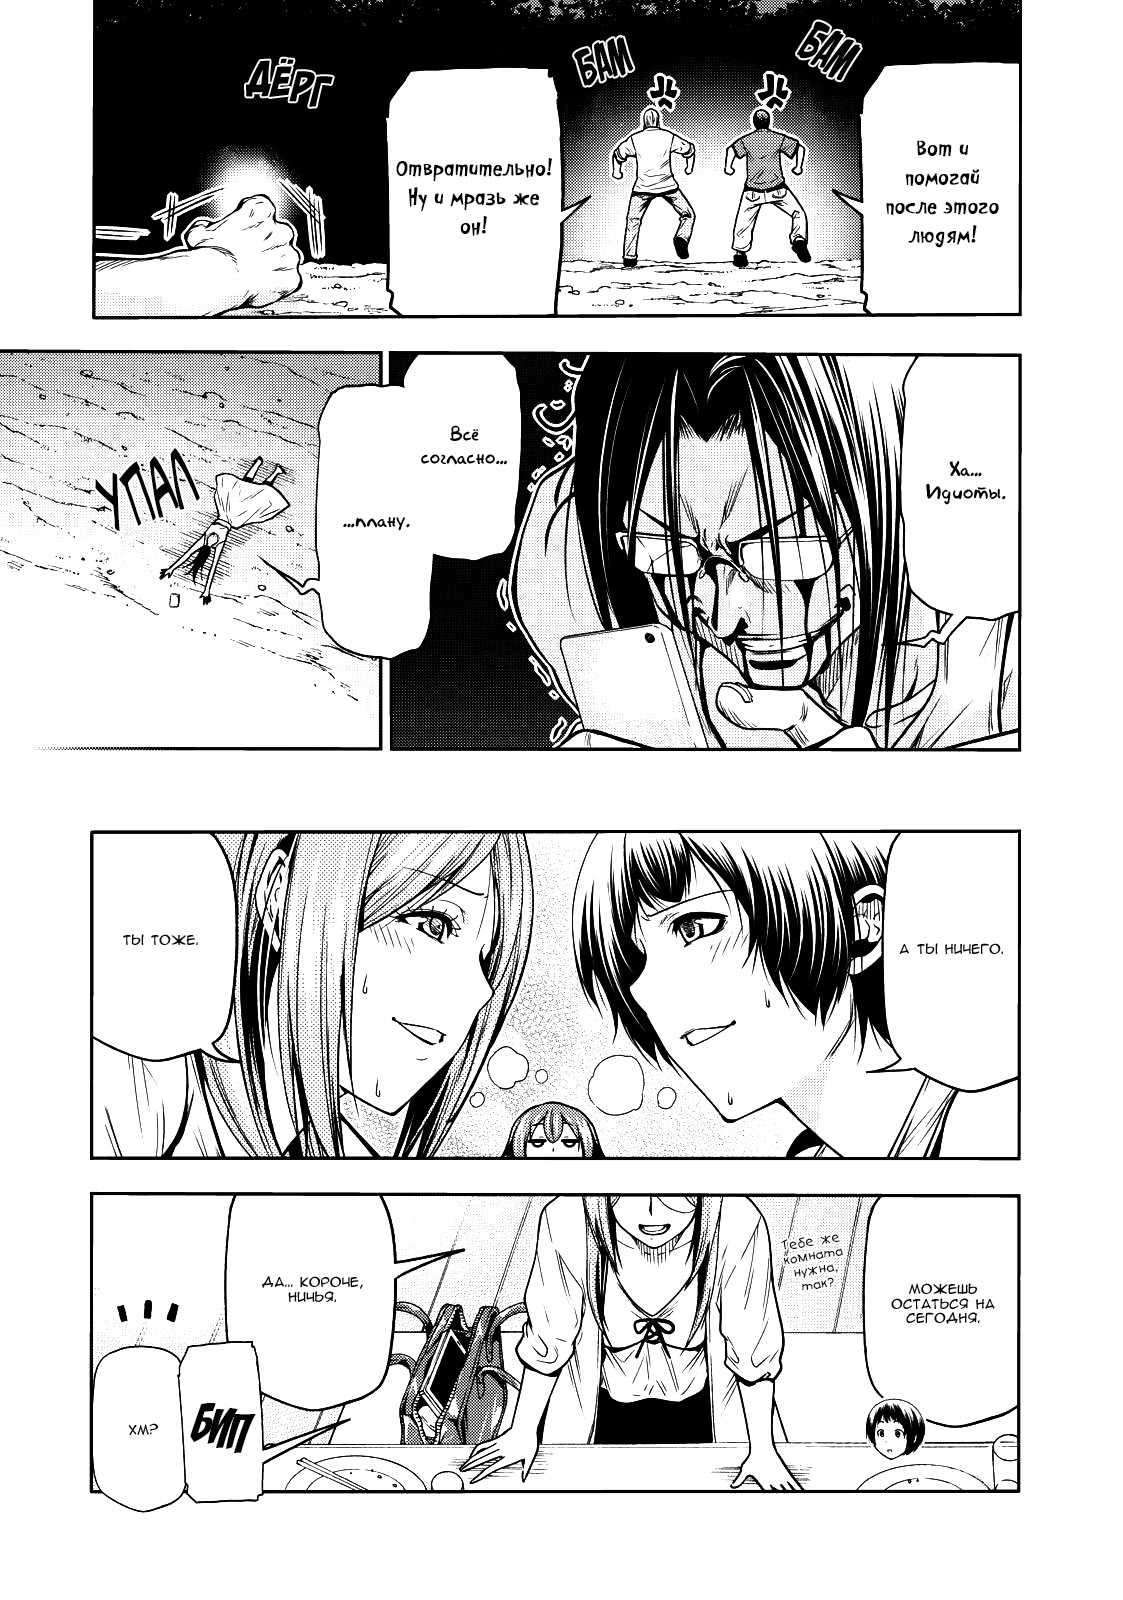 БАМ
БАМ
Вот и
помогай
после этого
людям!
Отвратительно!
Ну и мразь же
он!
ДЁРГ
Ха...
Идиоты.
Всё
согласно...
...плану.
УПАЛ
А ТЫ НИЧЕГО.
ТЫ ТОЖЕ.
МОЖЕШЬ
ОСТАТЬСЯ НА
СЕГОДНЯ.
Тебе же
комната
нужна,
так?
ДА... КОРОЧЕ,
НИЧЬЯ.
БИП
ХМ?